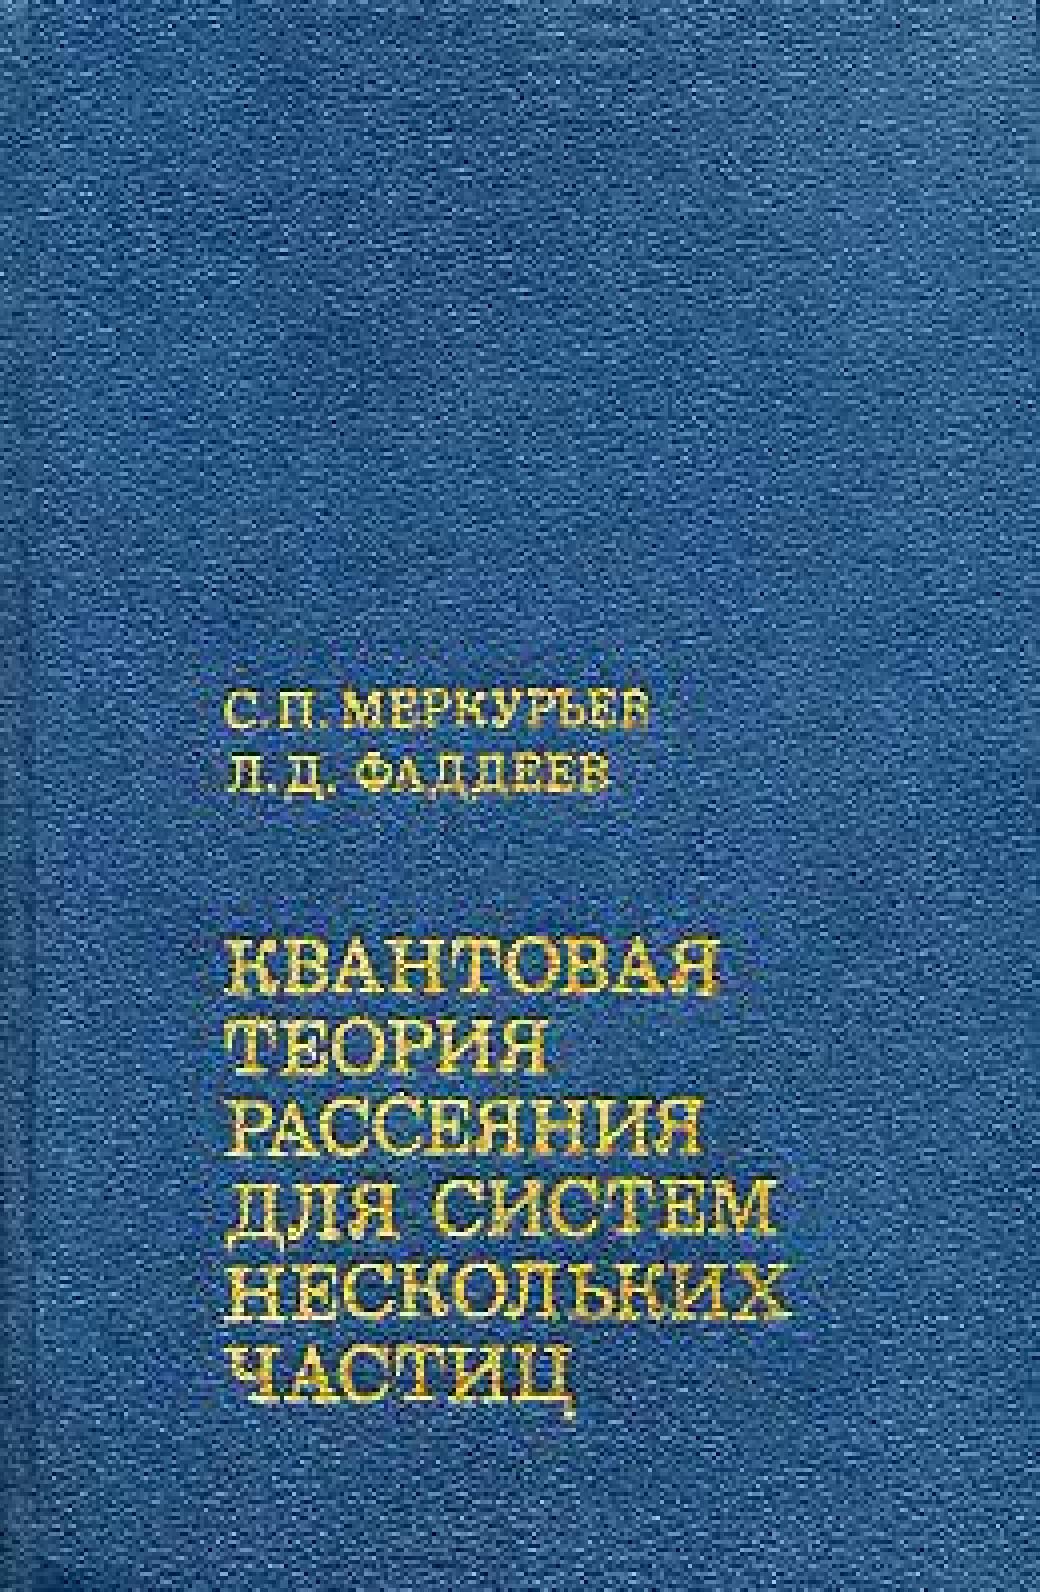 С.П. МЕРКУРЬЕВ
Л.Д. ФАДДЕЕВ
КВАНТОВАЯ
ТЕОРИЯ
РАССЕЯНИЯ
ДЛЯ СИСТЕМ
НЕСКОЛЬКИХ
ЧАСТИЦ